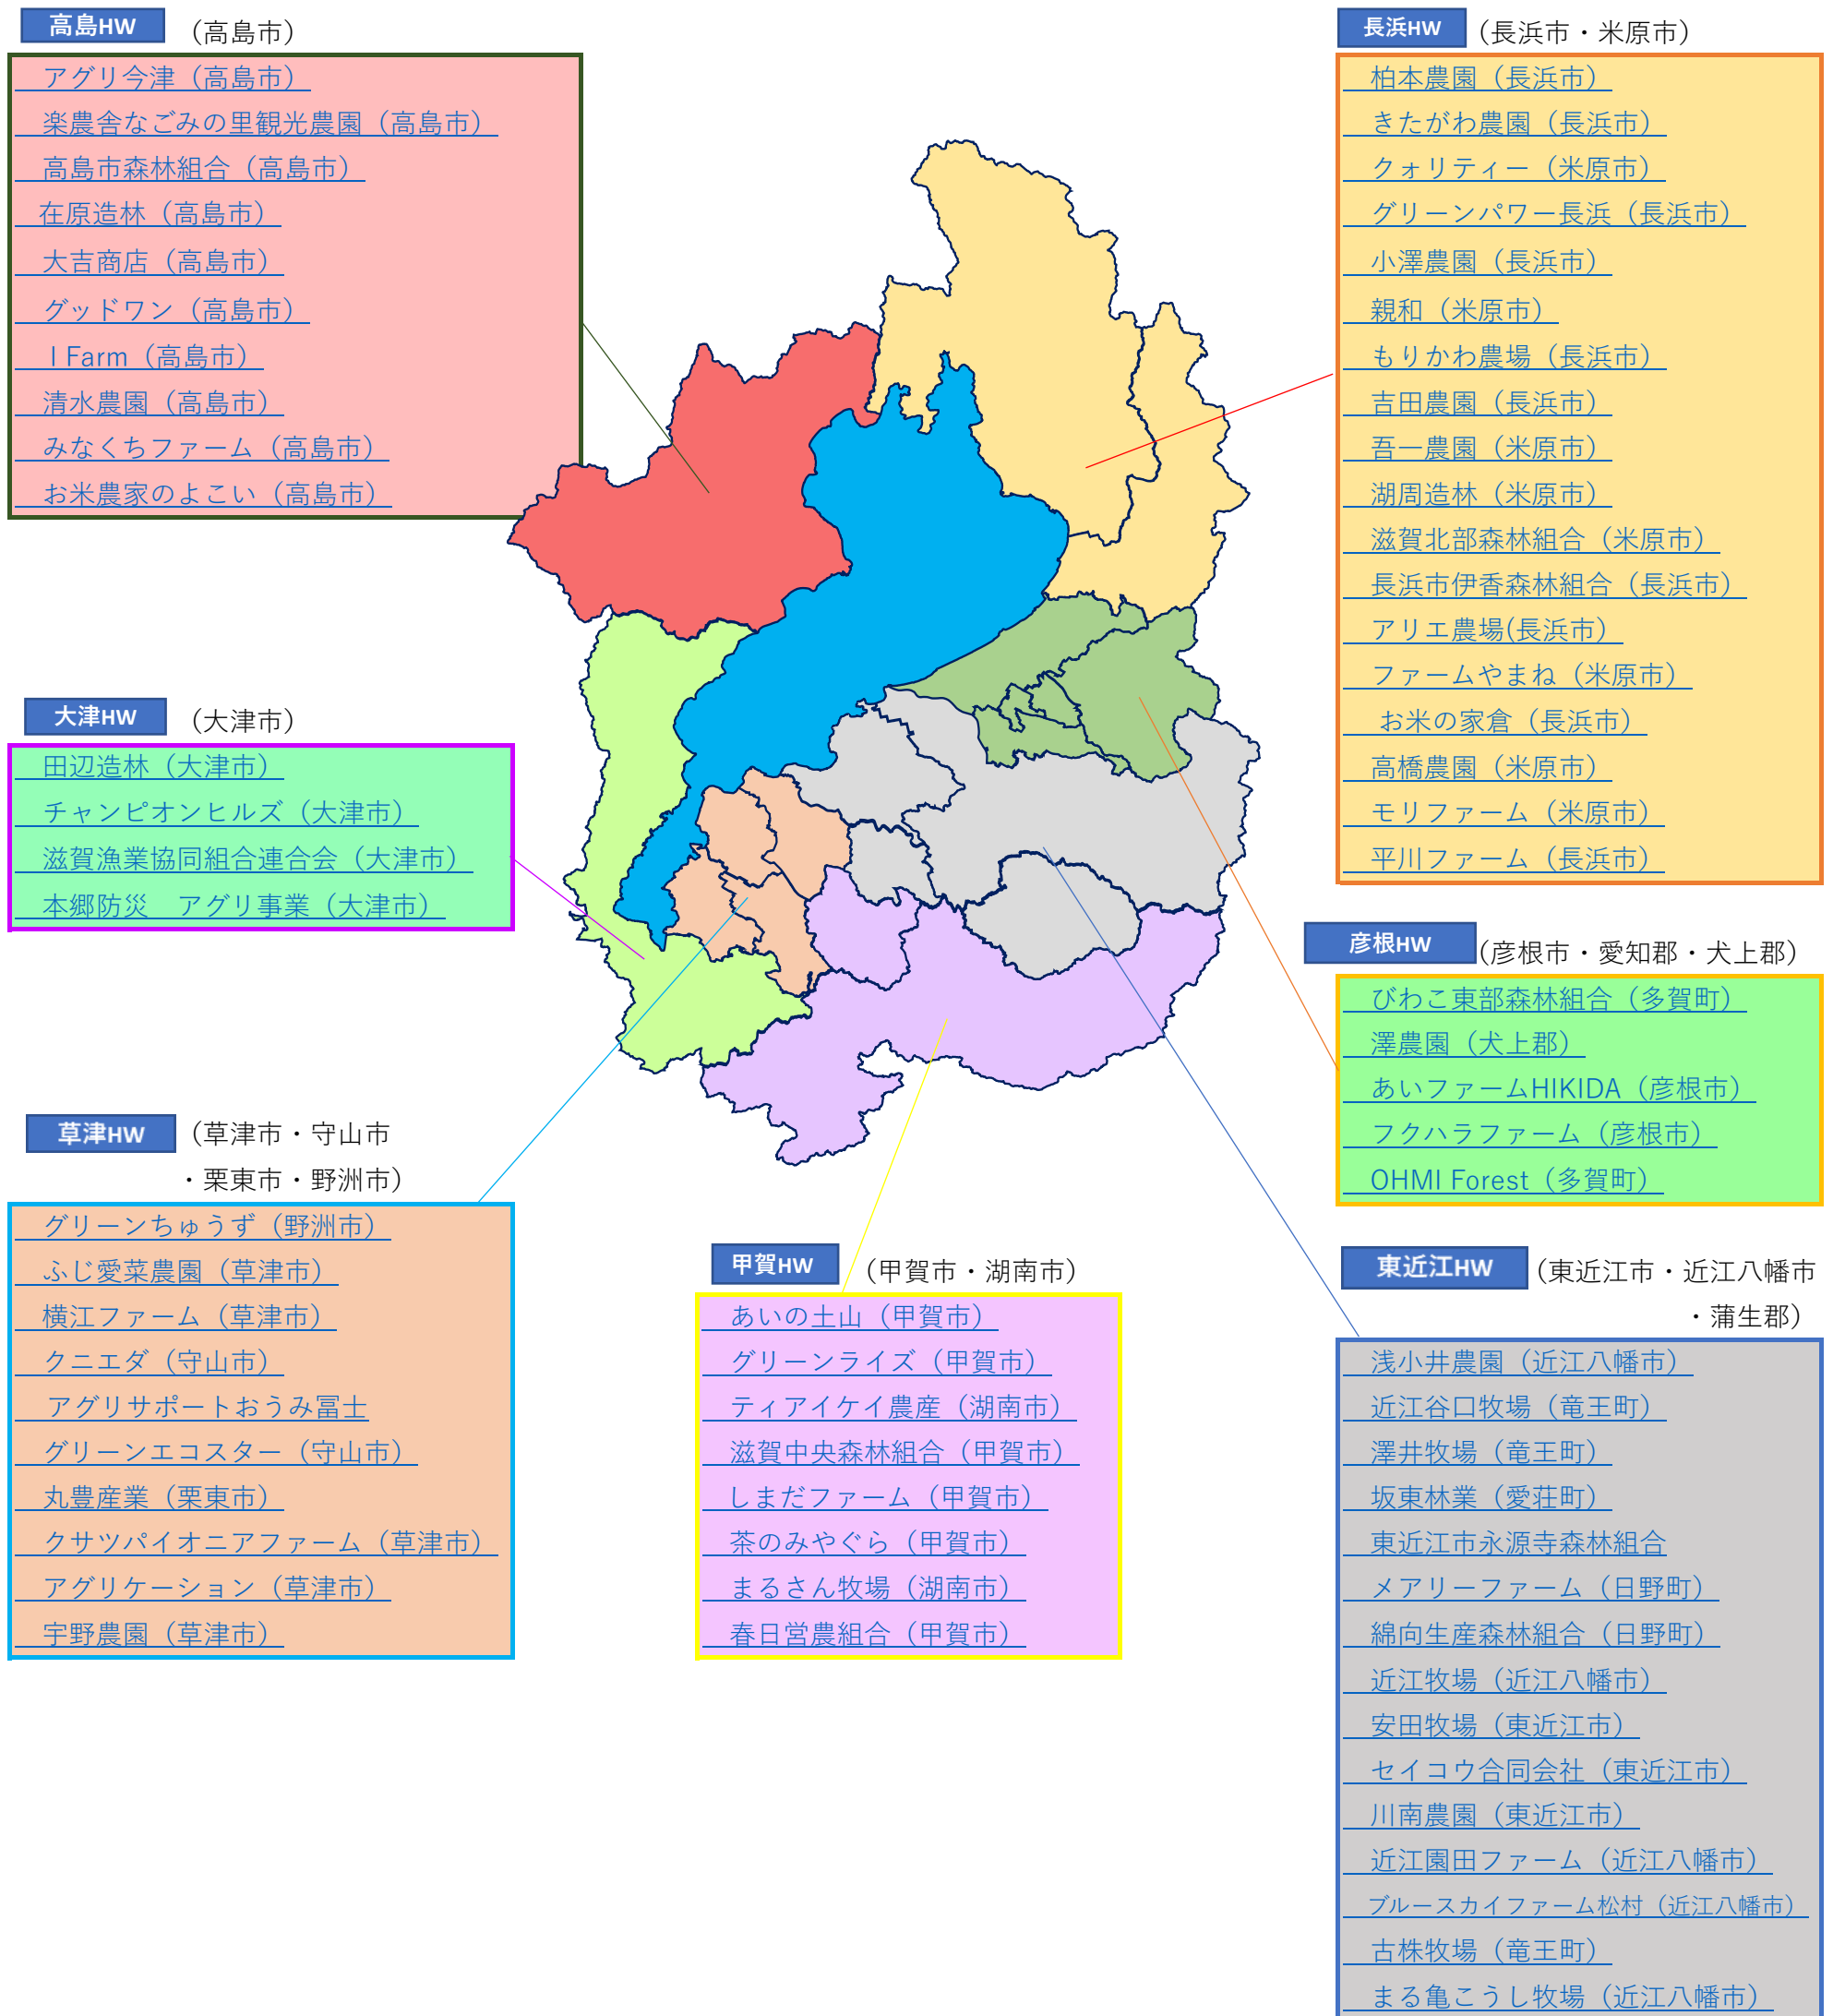 高島HW （高島市）
アグリ今津（高島市）
楽農舎なごみの里観光農園（高島市）
高島市森林組合（高島市）
在原造林（高島市）
大吉商店（高島市）
グッドワン（高島市）
I Farm（高島市）
清水農園（高島市）
みなくちファーム（高島市）
お米農家のよこい（高島市）
長浜HW （長浜市・米原市）
柏本農園（長浜市）
きたがわ農園（長浜市）
クォリティー（米原市）
グリーンパワー長浜（長浜市）
小澤農園（長浜市）
親和（米原市）
もりかわ農場（長浜市）
吉田農園（長浜市）
吾一農園（米原市）
湖周造林（米原市）
滋賀北部森林組合（米原市）
長浜市伊香森林組合（長浜市）
アリエ農場(長浜市）
ファームやまね（米原市）
お米の家倉（長浜市）
高橋農園（米原市）
モリファーム（米原市）
平川ファーム（長浜市）
大津HW （大津市）
田辺造林（大津市）
チャンピオンヒルズ（大津市）
滋賀漁業協同組合連合会（大津市）
本郷防災　アグリ事業（大津市）
彦根HW （彦根市・愛知郡・犬上郡）
びわこ東部森林組合（多賀町）
澤農園（犬上郡）
あいファームHIKIDA（彦根市）
フクハラファーム（彦根市）
OHMI Forest（多賀町）
草津HW （草津市・守山市
・栗東市・野洲市）
グリーンちゅうず（野洲市）
ふじ愛菜農園（草津市）
横江ファーム（草津市）
クニエダ（守山市）
アグリサポートおうみ冨士
グリーンエコスター（守山市）
丸豊産業（栗東市）
クサツパイオニアファーム（草津市）
アグリケーション（草津市）
宇野農園（草津市）
甲賀HW （甲賀市・湖南市）
あいの土山（甲賀市）
グリーンライズ（甲賀市）
ティアイケイ農産（湖南市）
滋賀中央森林組合（甲賀市）
しまだファーム（甲賀市）
茶のみやぐら（甲賀市）
まるさん牧場（湖南市）
春日営農組合（甲賀市）
東近江HW （東近江市・近江八幡市
・蒲生郡）
浅小井農園（近江八幡市）
近江谷口牧場（竜王町）
澤井牧場（竜王町）
坂東林業（愛荘町）
東近江市永源寺森林組合
メアリーファーム（日野町）
綿向生産森林組合（日野町）
近江牧場（近江八幡市）
安田牧場（東近江市）
セイコウ合同会社（東近江市）
川南農園（東近江市）
近江園田ファーム（近江八幡市）
ブルースカイファーム松村（近江八幡市）
古株牧場（竜王町）
まる亀こうし牧場（近江八幡市）